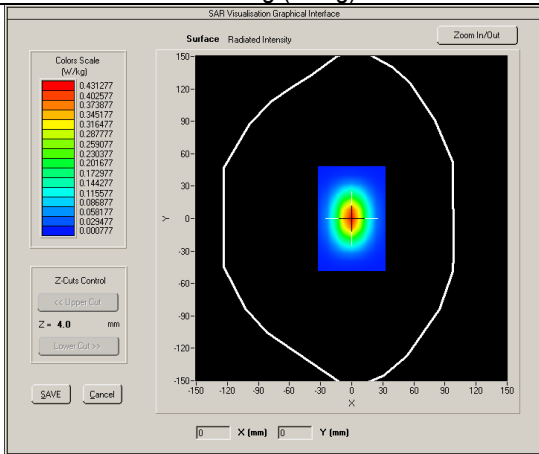 SAR Visualisation Graphical Interface
Surface Radiated Intensity
Zoom In/Out
Colors Scale
(W/kg)
0.431277
0.402577
0.373877
0.345177
0.316477
0.287777
0.259077
0.230377
0.201677
0.172977
0.144277
0.115577
0.086877
0.058177
0.029477
0.000777
Z-Cuts Control
<< Upper Cut
Z = 4.0 mm
Lower Cut >>
SAVE
Cancel
150
120
90
60
30
0
-30
-60
-90
-120
-150
Y
-150 -120 -90 -60 -30 0 30 60 90 120 150
X
0 X (mm) 0 Y (mm)